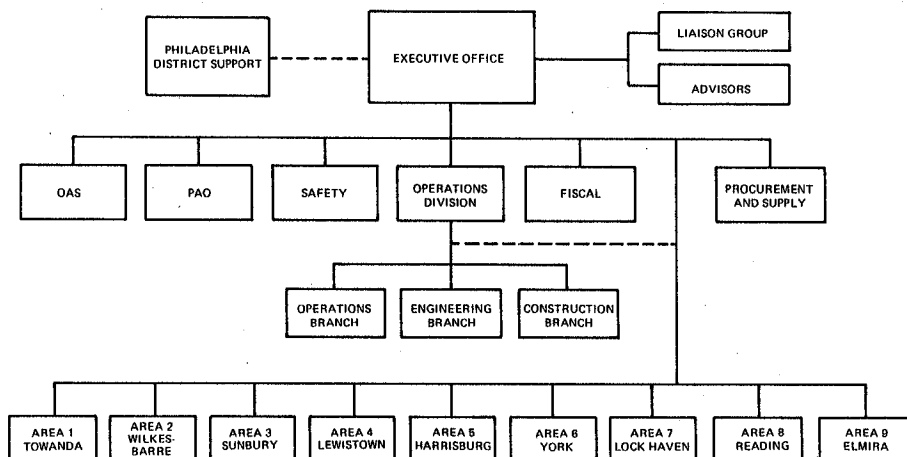 PHILADELPHIA
DISTRICT SUPPORT
EXECUTIVE OFFICE
LIAISON GROUP
ADVISORS
OAS
PAO
SAFETY
OPERATIONS
DIVISION
FISCAL
PROCUREMENT
AND SUPPLY
OPERATIONS
BRANCH
ENGINEERING
BRANCH
CONSTRUCTION
BRANCH
AREA 1
TOWANDA
AREA 2
WILKES-
BARRE
AREA 3
SUNBURY
AREA 4
LEWISTOWN
AREA 5
HARRISBURG
AREA 6
YORK
AREA 7
LOCK HAVEN
AREA 8
READING
AREA 9
ELMIRA